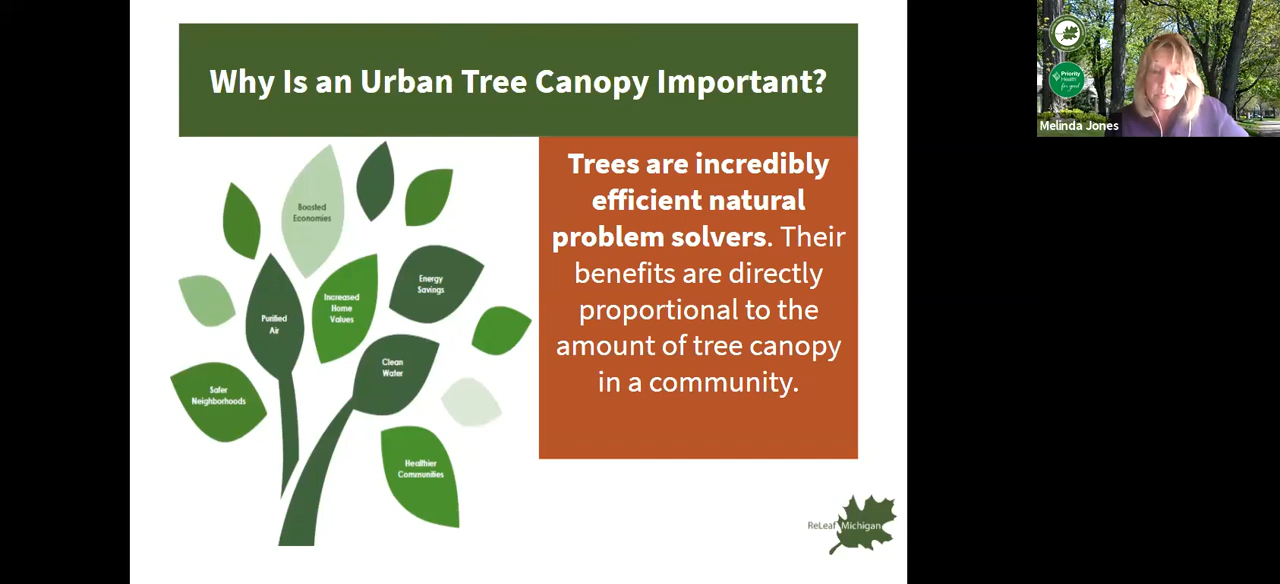 Why Is an Urban Tree Canopy Important?
Trees are incredibly
efficient natural
problem solvers. Their
benefits are directly
proportional to the
amount of tree canopy
in a community.
Boosted
Economies
Energy
Savings
Increased
Home
Values
Purified
Air
Clean
Water
Safer
Neighborhoods
Healthier
Communities
ReLeaf Michigan
Priority
Health
for good
Melinda Jones